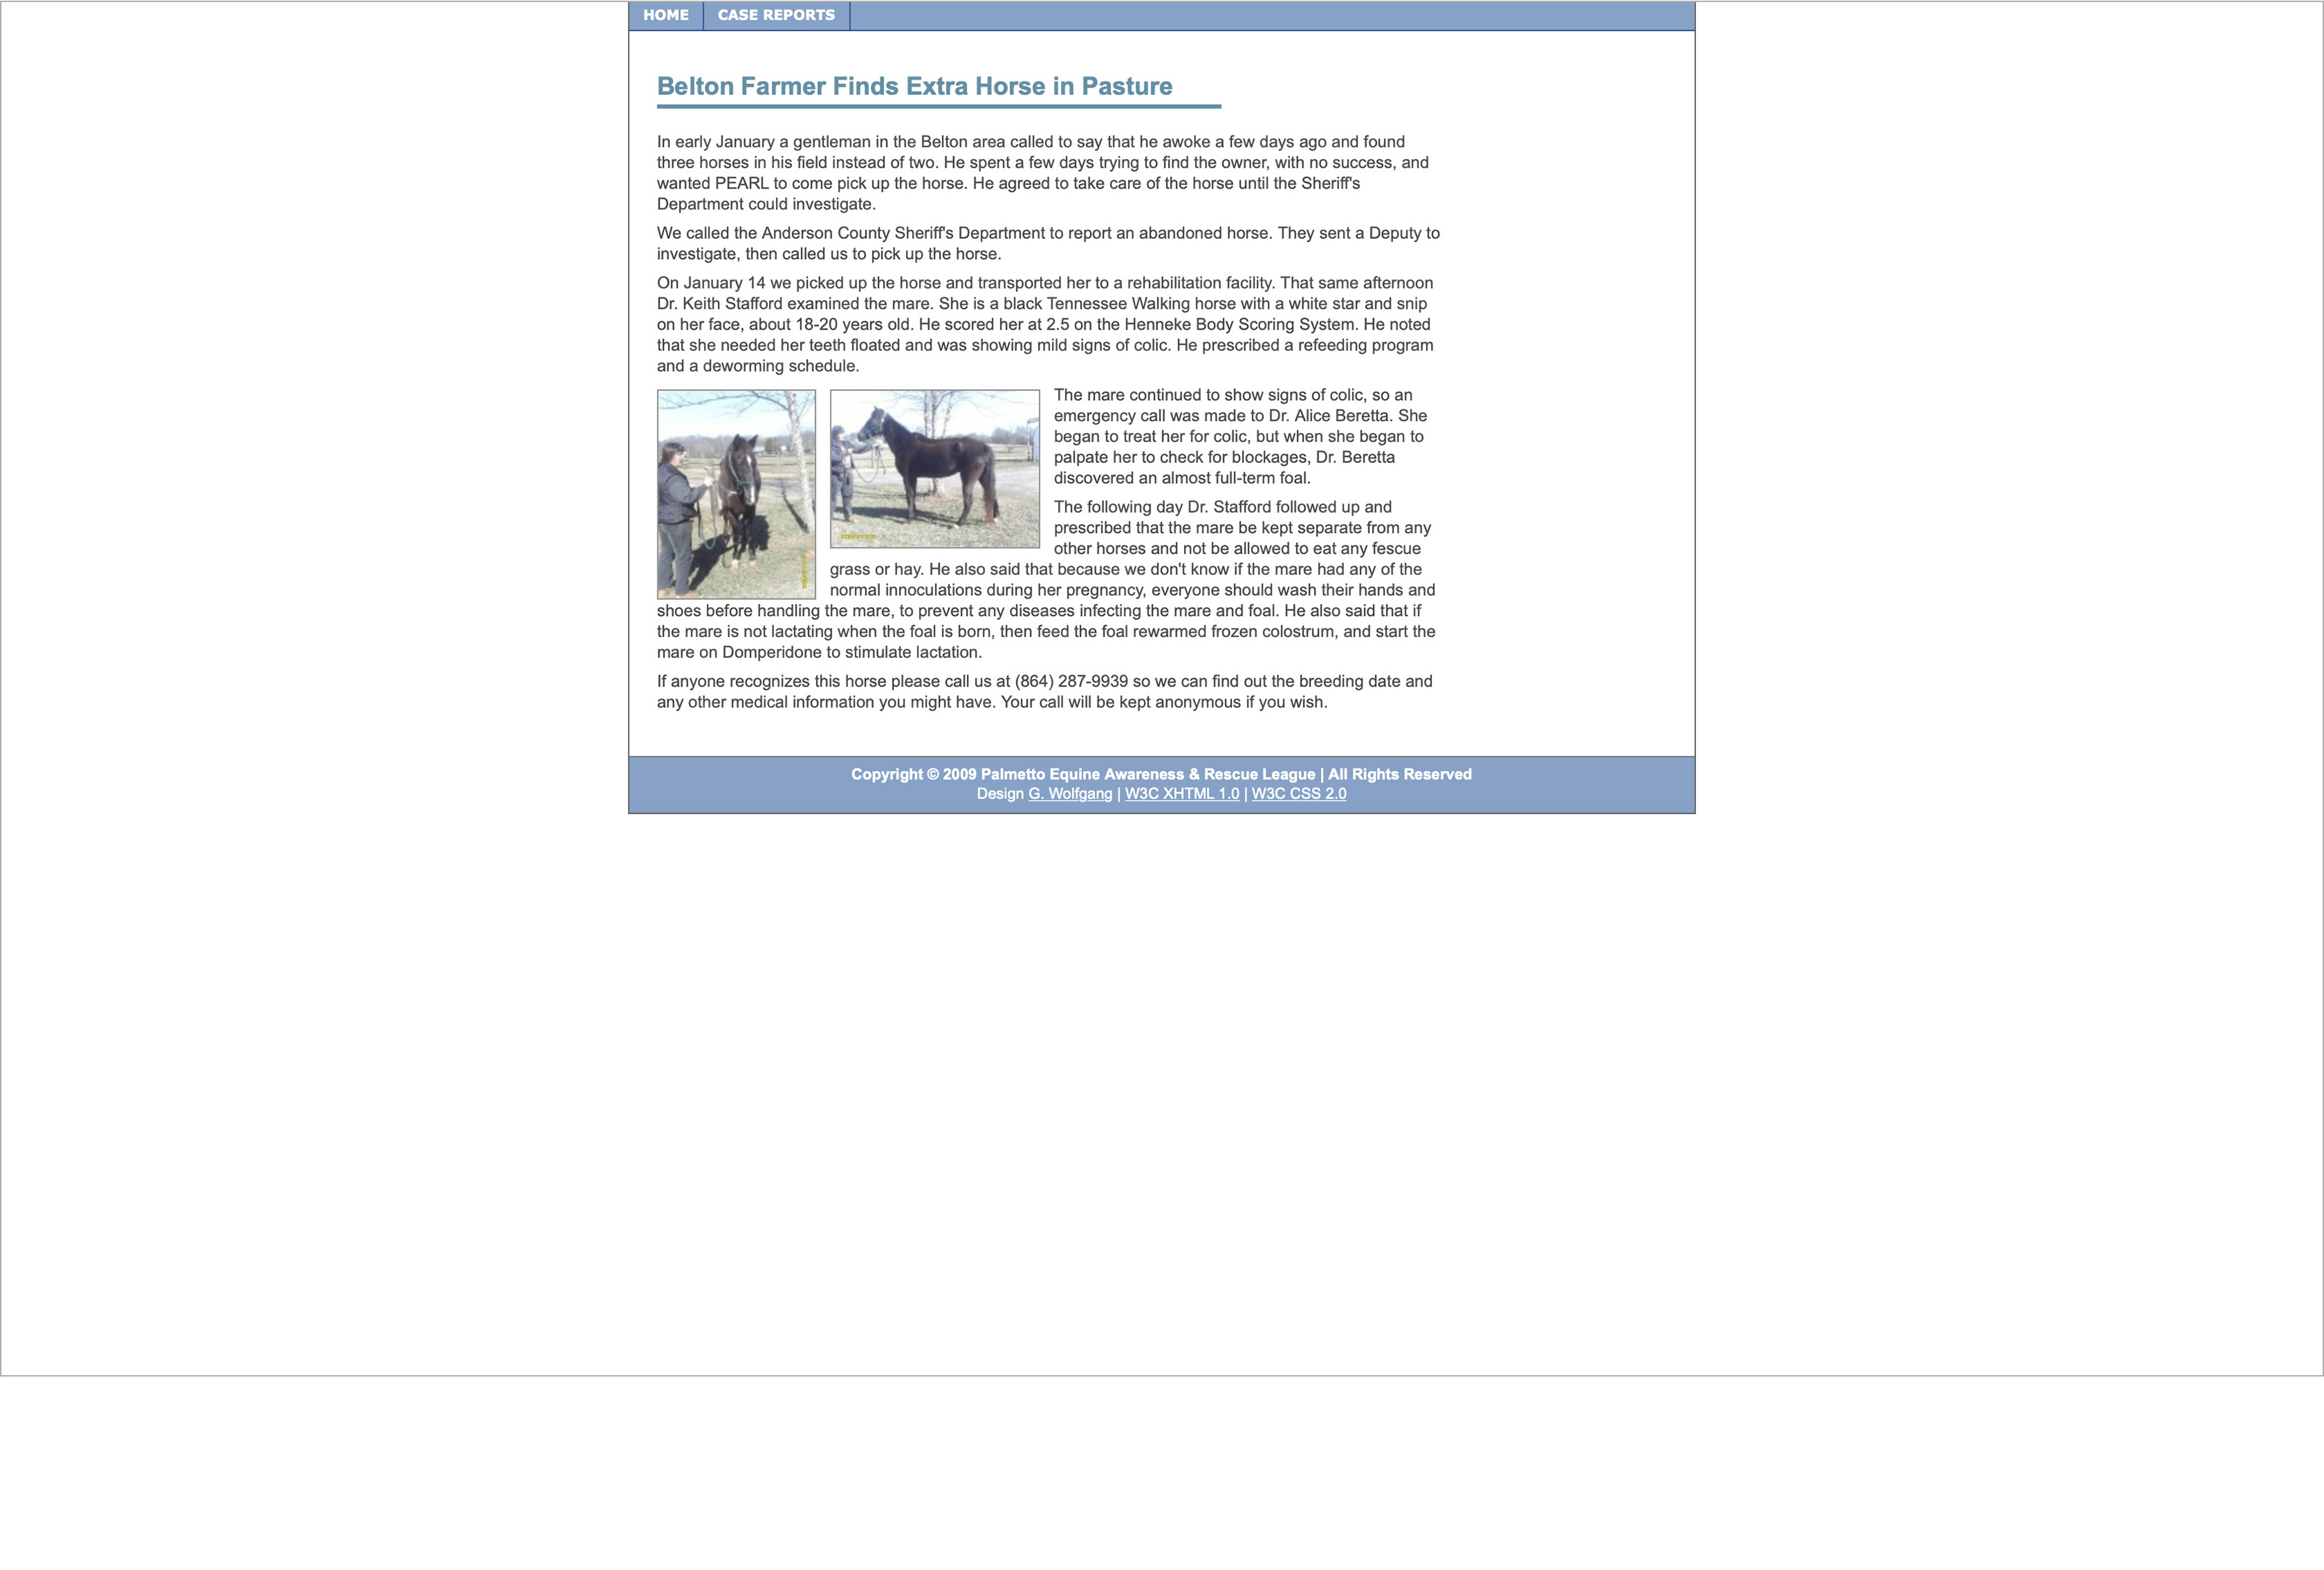 HOME CASE REPORTS
Belton Farmer Finds Extra Horse in Pasture
In early January a gentleman in the Belton area called to say that he awoke a few days ago and found
three horses in his field instead of two. He spent a few days trying to find the owner, with no success, and
wanted PEARL to come pick up the horse. He agreed to take care of the horse until the Sheriff's
Department could investigate.
We called the Anderson County Sheriff's Department to report an abandoned horse. They sent a Deputy to
investigate, then called us to pick up the horse.
On January 14 we picked up the horse and transported her to a rehabilitation facility. That same afternoon
Dr. Keith Stafford examined the mare. She is a black Tennessee Walking horse with a white star and snip
on her face, about 18-20 years old. He scored her at 2.5 on the Henneke Body Scoring System. He noted
that she needed her teeth floated and was showing mild signs of colic. He prescribed a refeeding program
and a deworming schedule.
The mare continued to show signs of colic, so an
emergency call was made to Dr. Alice Beretta. She
began to treat her for colic, but when she began to
palpate her to check for blockages, Dr. Beretta
discovered an almost full-term foal.
The following day Dr. Stafford followed up and
prescribed that the mare be kept separate from any
other horses and not be allowed to eat any fescue
grass or hay. He also said that because we don't know if the mare had any of the
normal innoculations during her pregnancy, everyone should wash their hands and
shoes before handling the mare, to prevent any diseases infecting the mare and foal. He also said that if
the mare is not lactating when the foal is born, then feed the foal rewarmed frozen colostrum, and start the
mare on Domperidone to stimulate lactation.
If anyone recognizes this horse please call us at (864) 287-9939 so we can find out the breeding date and
any other medical information you might have. Your call will be kept anonymous if you wish.
Copyright © 2009 Palmetto Equine Awareness & Rescue League | All Rights Reserved
Design G. Wolfgang | W3C XHTML 1.0 | W3C CSS 2.0